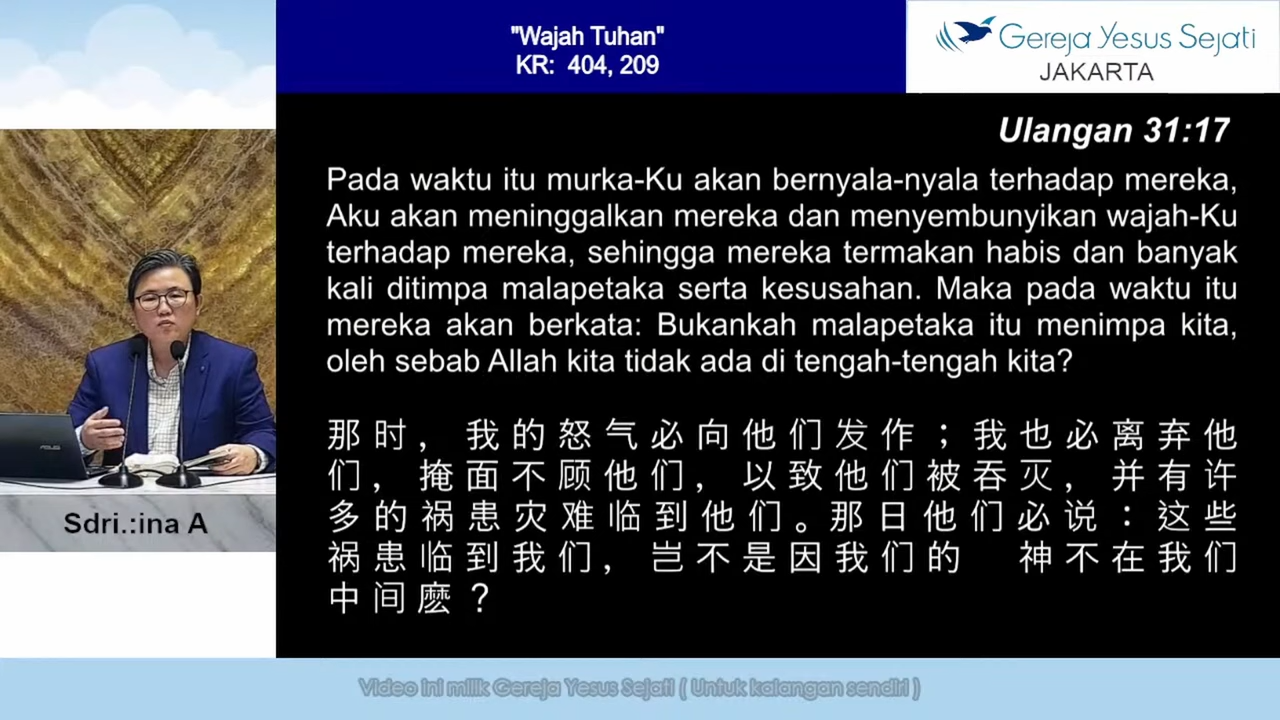 "Wajah Tuhan"
KR: 404, 209
Gereja Yesus Sejati
JAKARTA
Ulangan 31:17
Pada waktu itu murka-Ku akan bernyala-nyala terhadap mereka,
Aku akan meninggalkan mereka dan menyembunyikan wajah-Ku
terhadap mereka, sehingga mereka termakan habis dan banyak
kali ditimpa malapetaka serta kesusahan. Maka pada waktu itu
mereka akan berkata: Bukankah malapetaka itu menimpa kita,
oleh sebab Allah kita tidak ada di tengah-tengah kita?
那时，我的怒气必向他们发作；我也必离弃他
们，掩面不顾他们，以致他们被吞灭，并有许
多的祸患灾难临到他们。那日他们必说：这些
祸患临到我们，岂不是因我们的　神不在我们
中间麽？
ASUS
Sdri.:ina A
Video ini milik Gereja Yesus Sejati ( Untuk kalangan sendiri )